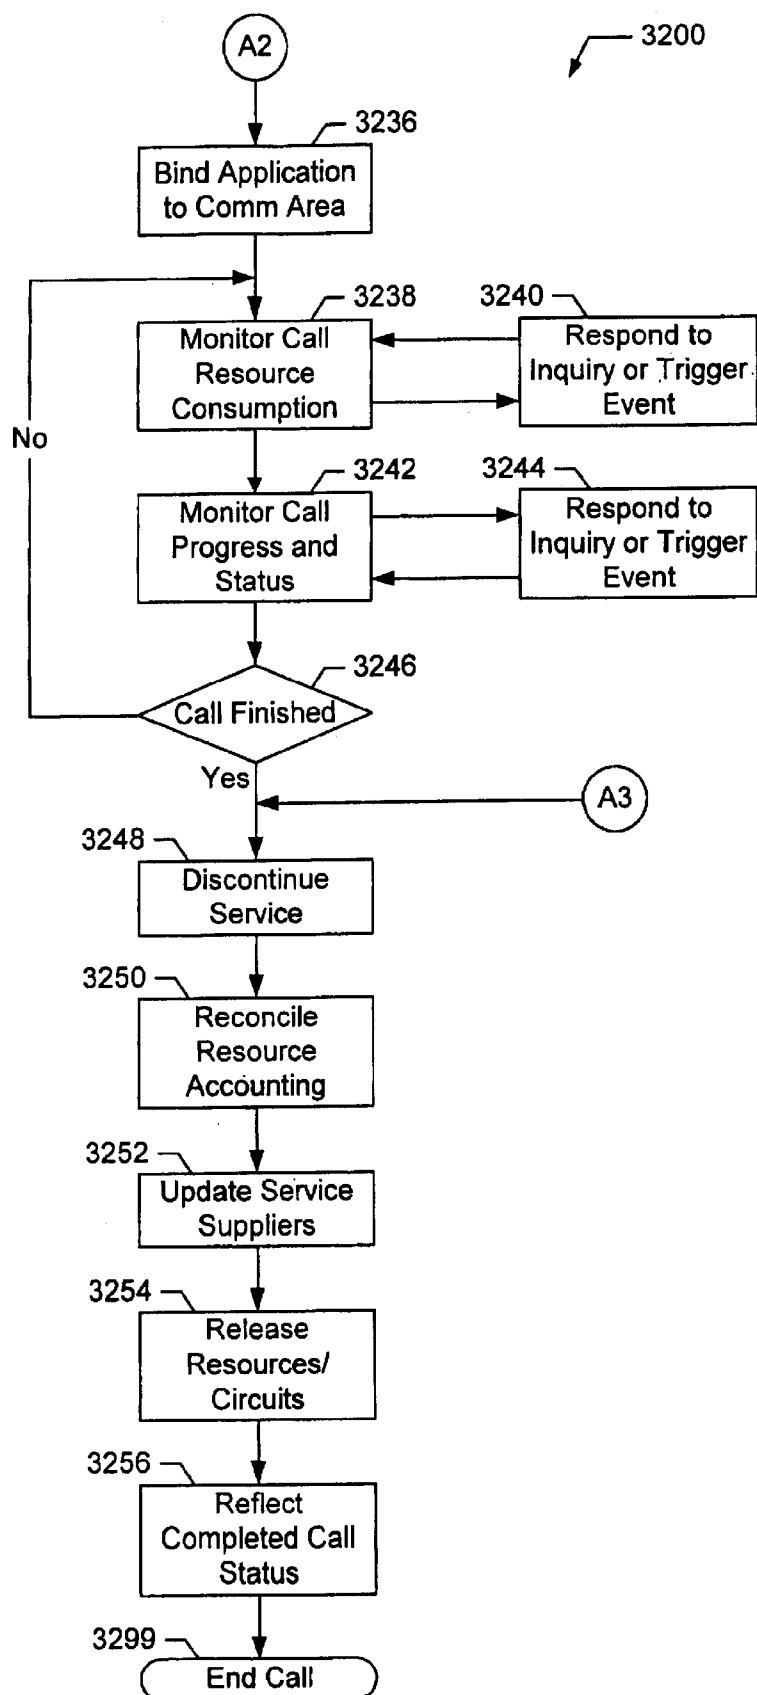 A2
3200
3236
Bind Application
to Comm Area
3238
Monitor Call
Resource
Consumption
3240
Respond to
Inquiry or Trigger
Event
No
3242
Monitor Call
Progress and
Status
3244
Respond to
Inquiry or Trigger
Event
3246
Call Finished
Yes
A3
3248
Discontinue
Service
3250
Reconcile
Resource
Accounting
3252
Update Service
Suppliers
3254
Release
Resources/
Circuits
3256
Reflect
Completed Call
Status
3299
End Call